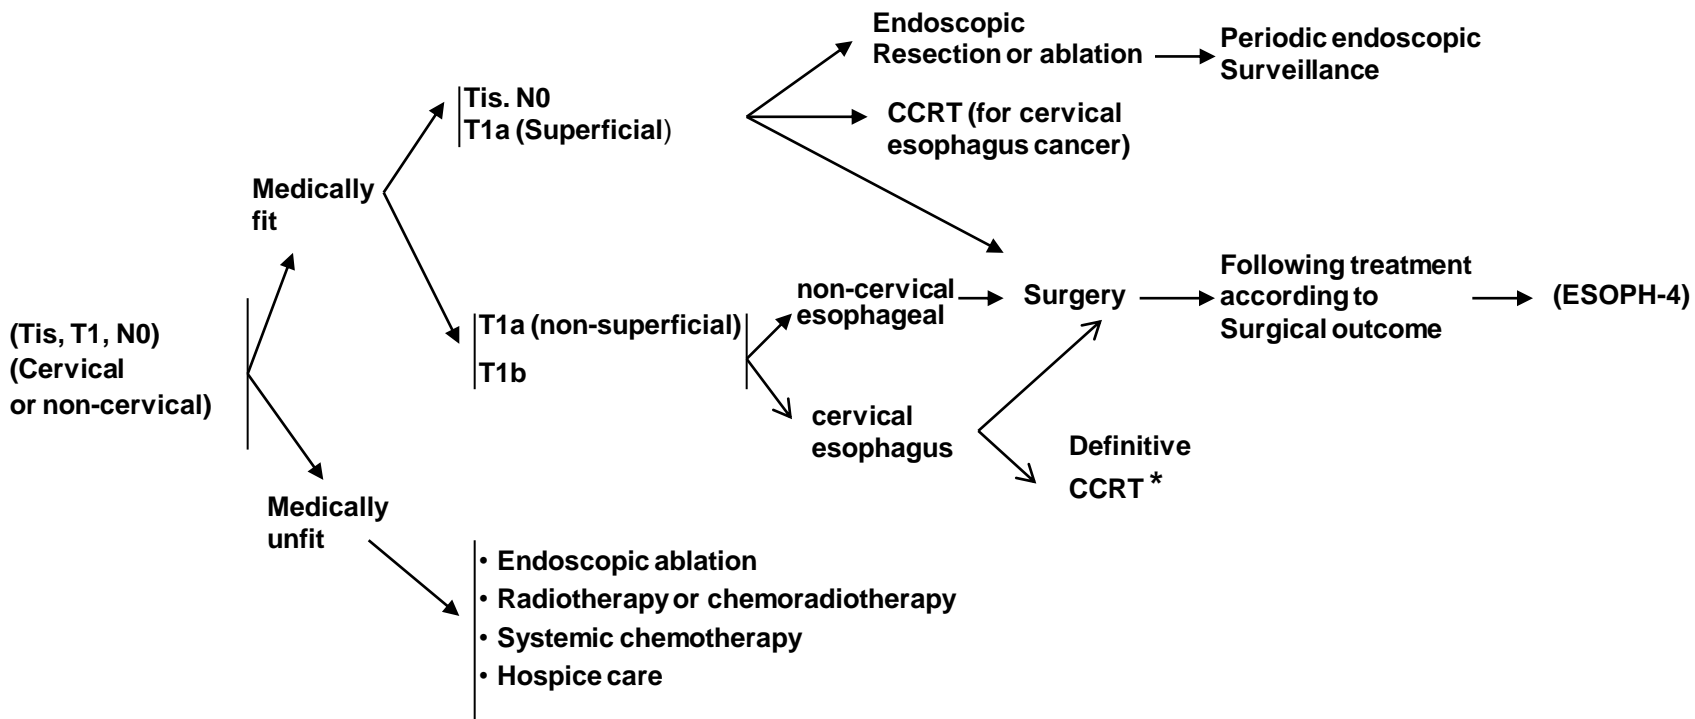 Endoscopic
Resection or ablation
Periodic endoscopic
Surveillance
Tis. N0
T1a (Superficial)
CCRT (for cervical
esophagus cancer)
Medically
fit
(Tis, T1, N0)
(Cervical
or non-cervical)
T1a (non-superficial)
T1b
non-cervical
esophageal
Surgery
Following treatment
according to
Surgical outcome
(ESOPH-4)
cervical
esophagus
Definitive
CCRT *
Medically
unfit
• Endoscopic ablation
• Radiotherapy or chemoradiotherapy
• Systemic chemotherapy
• Hospice care